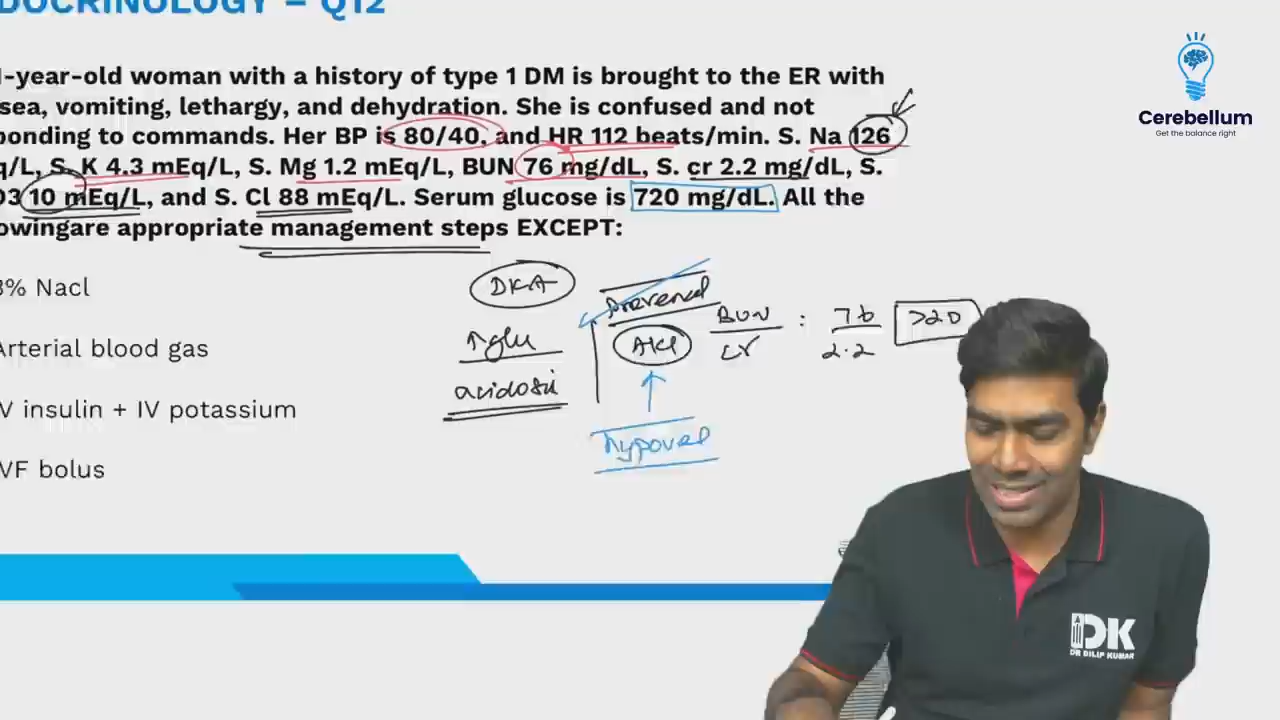 DOCRINOLOGY – Q12
-year-old woman with a history of type 1 DM is brought to the ER with
sea, vomiting, lethargy, and dehydration. She is confused and not
ponding to commands. Her BP is 80/40, and HR 112 beats/min. S. Na 126
q/L, S. K 4.3 mEq/L, S. Mg 1.2 mEq/L, BUN 76 mg/dL, S. cr 2.2 mg/dL, S.
O3 10 mEq/L, and S. Cl 88 mEq/L. Serum glucose is 720 mg/dL. All the
owingare appropriate management steps EXCEPT:
3% Nacl
Arterial blood gas
V insulin + IV potassium
VF bolus
DKA
↑glu
acidosis
prerenal
AKI
hypovol
BUN
cr
: 76
2.2
>20
Cerebellum
Get the balance right
DK
DR DILIP KUMAR